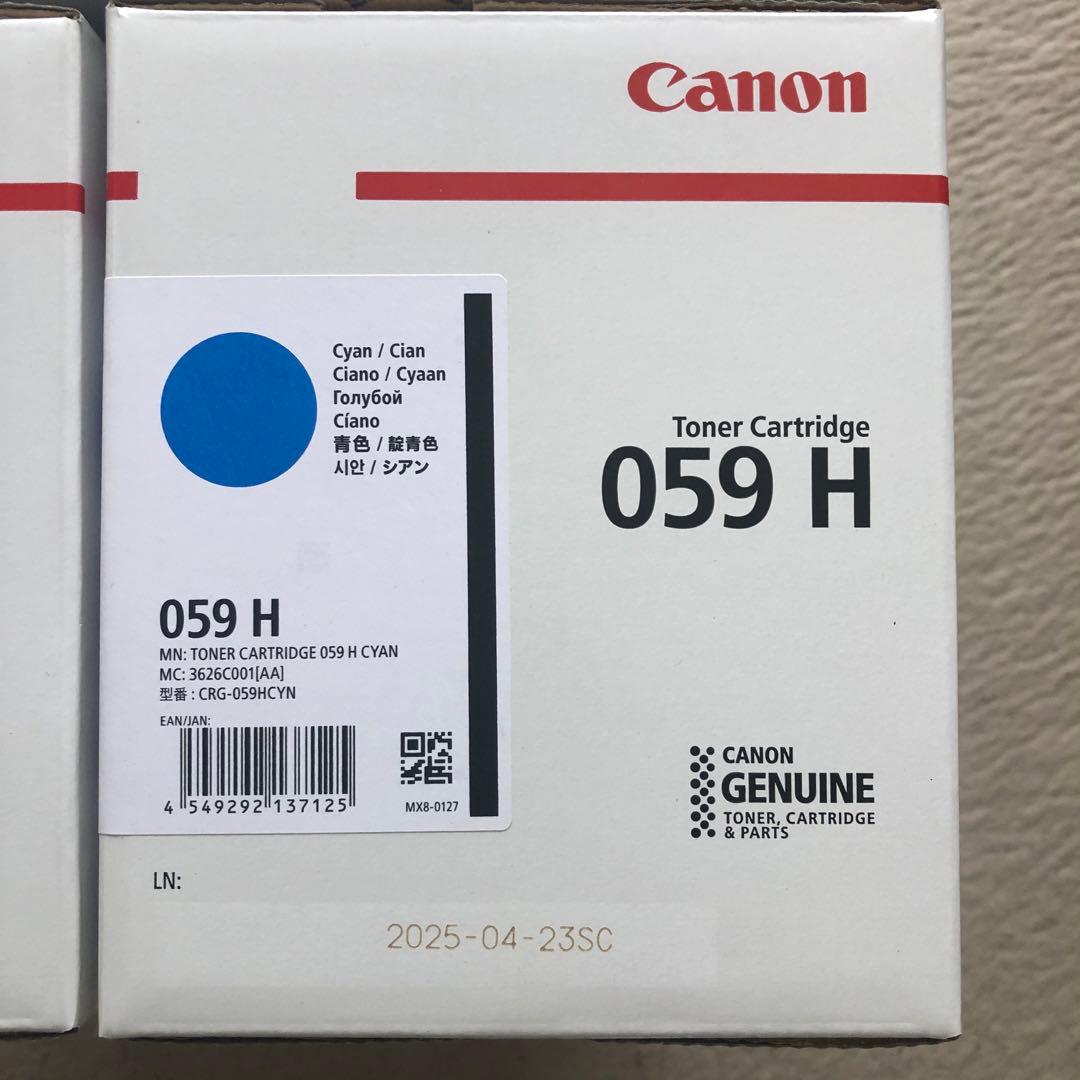 Canon
Cyan / Cian
Ciano / Cyaan
Голубой
Cíano
青色 / 靛青色
시안 / シアン
Toner Cartridge
059 H
059 H
MN: TONER CARTRIDGE 059 H CYAN
MC: 3626C001[AA]
型番 : CRG-059HCYN
EAN/JAN:
4 549292 137125
MX8-0127
CANON
GENUINE
TONER, CARTRIDGE
& PARTS
LN:
2025-04-23SC